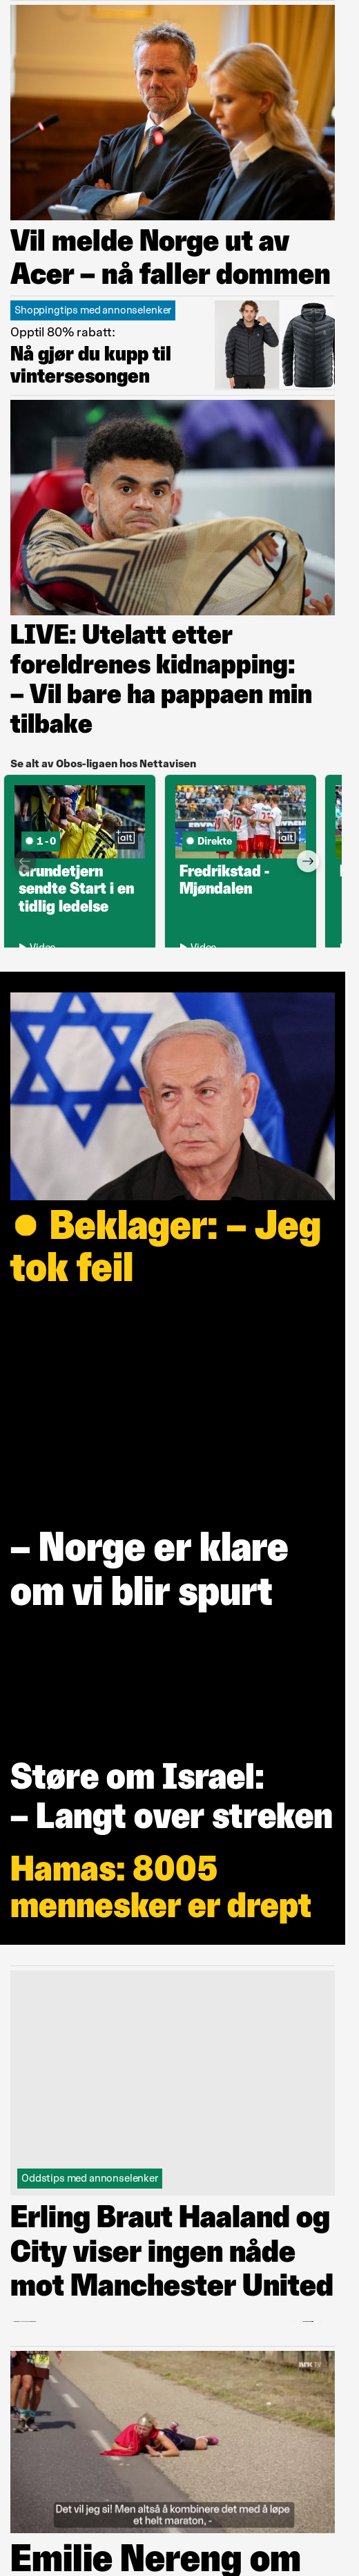 Vil melde Norge ut av
Acer – nå faller dommen
Shoppingtips med annonselenker
Opptil 80% rabatt:
Nå gjør du kupp til
vintersesongen
LIVE: Utelatt etter
foreldrenes kidnapping:
– Vil bare ha pappaen min
tilbake
Se alt av Obos-ligaen hos Nettavisen
1 - 0
+alt
Grundetjern
sendte Start i en
tidlig ledelse
Video
Direkte
+alt
Fredrikstad -
Mjøndalen
Video
Beklager: – Jeg
tok feil
– Norge er klare
om vi blir spurt
Støre om Israel:
– Langt over streken
Hamas: 8005
mennesker er drept
Oddstips med annonselenker
Erling Braut Haaland og
City viser ingen nåde
mot Manchester United
NRK TV
Det vil jeg si! Men altså å kombinere det med å løpe
et helt maraton, -
Emilie Nereng om